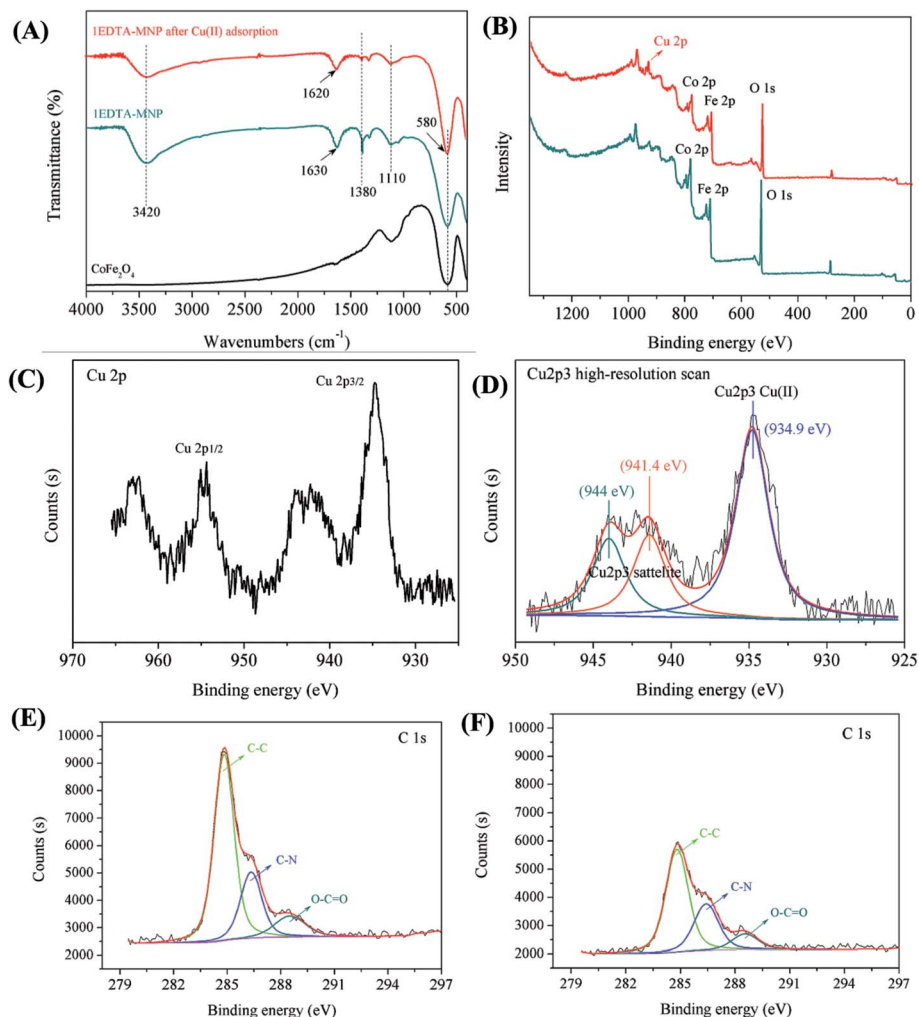 (A)
1EDTA-MNP after Cu(II) adsorption
1620
1EDTA-MNP
580
1630
1380
1110
3420
CoFe2O4
Transmittance (%)
4000 3500 3000 2500 2000 1500 1000 500
Wavenumbers (cm-1)
(B)
Cu 2p
Co 2p
Fe 2p
O 1s
Co 2p
Fe 2p
O 1s
Intensity
1200 1000 800 600 400 200 0
Binding energy (eV)
(C)
Cu 2p
Cu 2p3/2
Cu 2p1/2
Counts (s)
970 960 950 940 930
Binding energy (eV)
(D)
Cu2p3 high-resolution scan
Cu2p3 Cu(II)
(934.9 eV)
(941.4 eV)
(944 eV)
Cu2p3 sattelite
Counts (s)
950 945 940 935 930 925
Binding energy (eV)
(E)
C 1s
C-C
C-N
O-C=O
Counts (s)
10000
9000
8000
7000
6000
5000
4000
3000
2000
279 282 285 288 291 294 297
Binding energy (eV)
(F)
C 1s
C-C
C-N
O-C=O
Counts (s)
10000
9000
8000
7000
6000
5000
4000
3000
2000
279 282 285 288 291 294 297
Binding energy (eV)